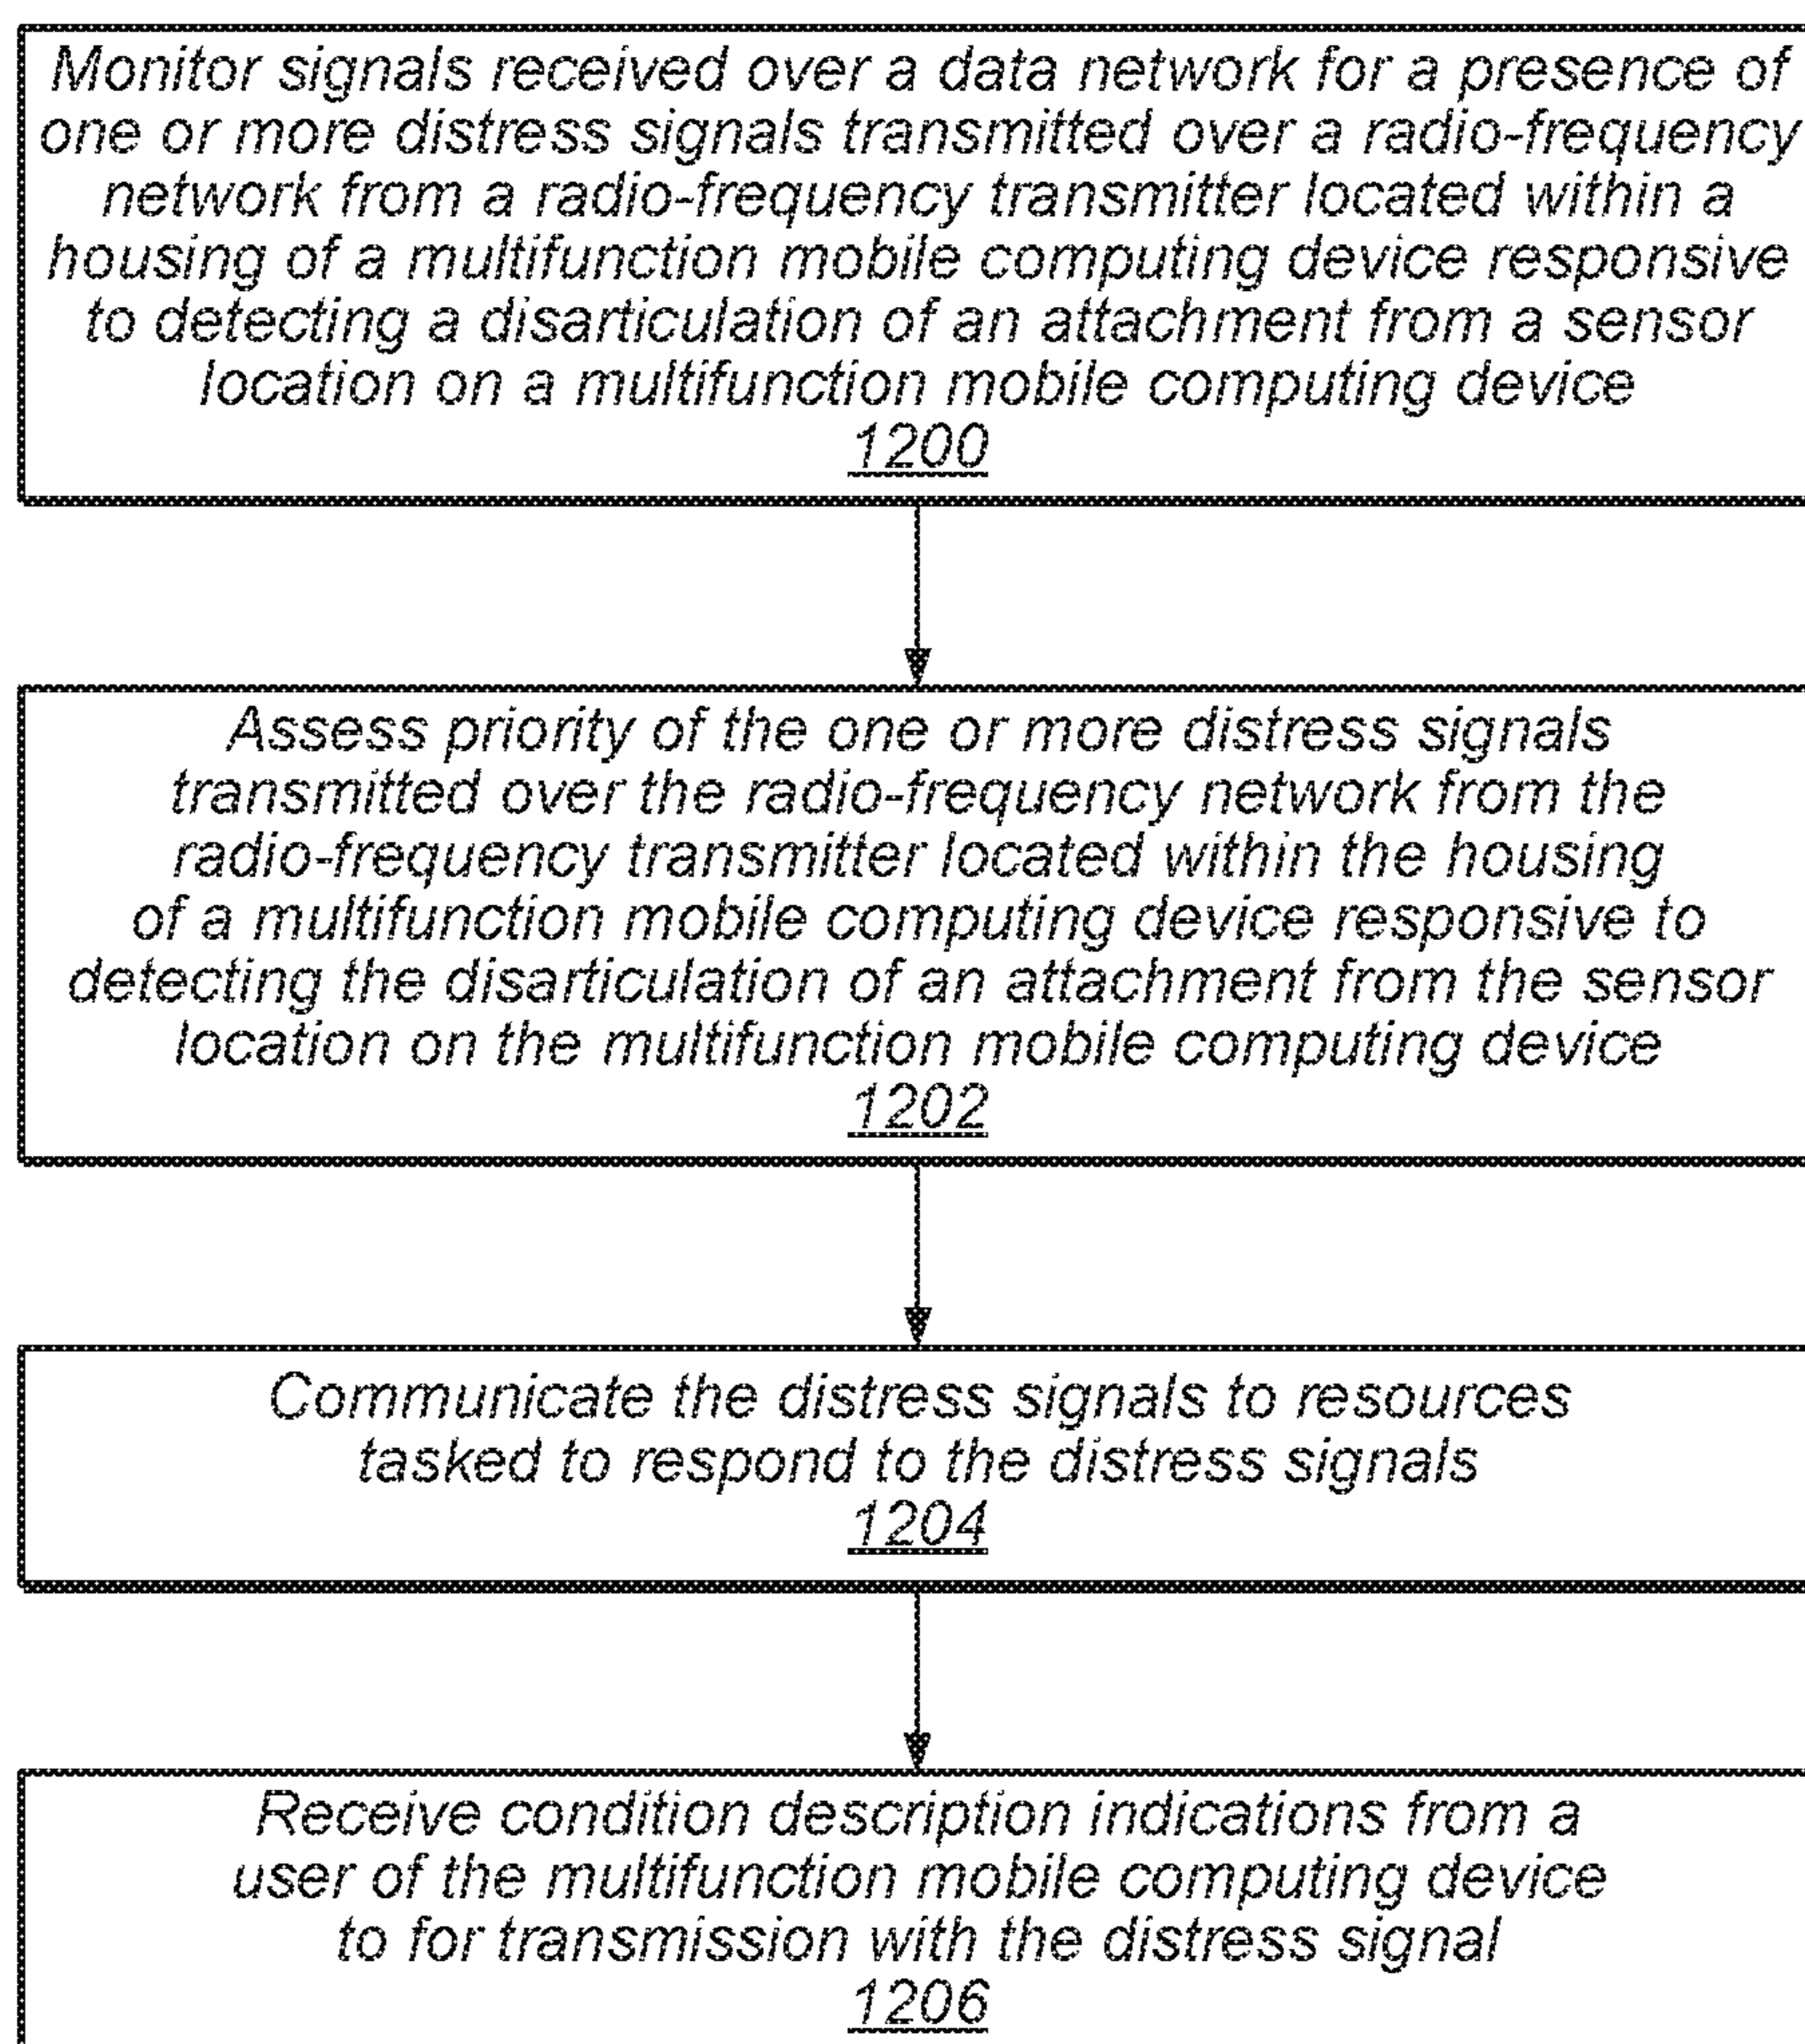 Monitor signals received over a data network for a presence of
one or more distress signals transmitted over a radio-frequency
network from a radio-frequency transmitter located within a
housing of a multifunction mobile computing device responsive
to detecting a disarticulation of an attachment from a sensor
location on a multifunction mobile computing device
1200
Assess priority of the one or more distress signals
transmitted over the radio-frequency network from the
radio-frequency transmitter located within the housing
of a multifunction mobile computing device responsive to
detecting the disarticulation of an attachment from the sensor
location on the multifunction mobile computing device
1202
Communicate the distress signals to resources
tasked to respond to the distress signals
1204
Receive condition description indications from a
user of the multifunction mobile computing device
to for transmission with the distress signal
1206